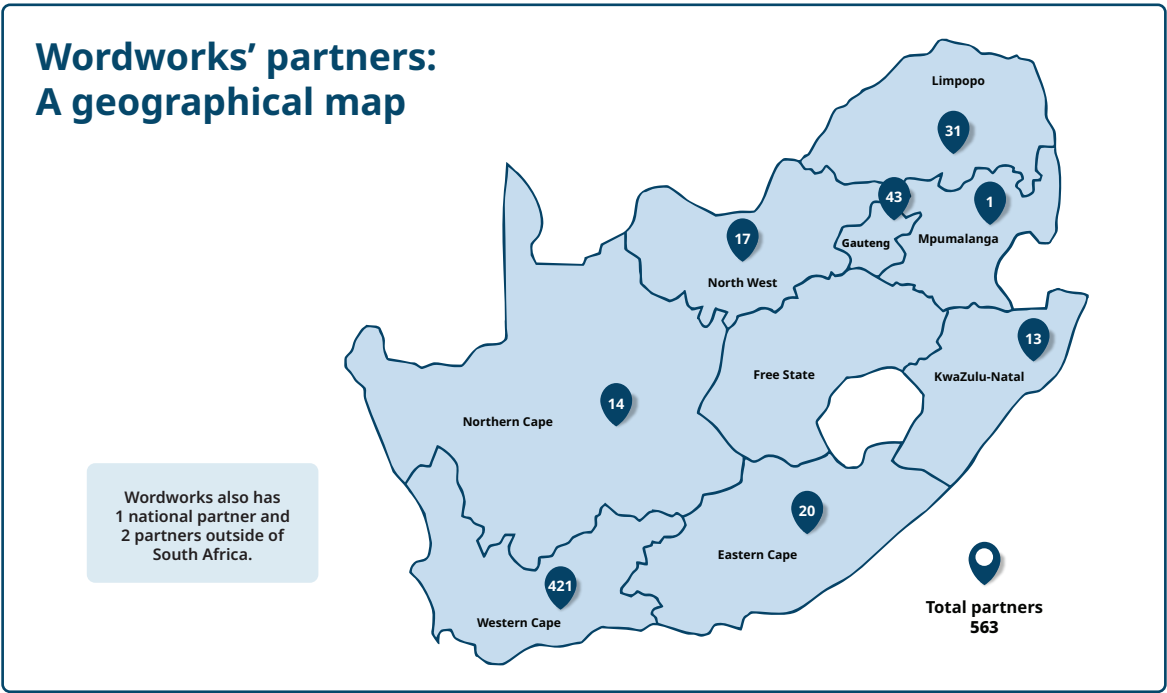 Wordworks’ partners:
A geographical map
Limpopo
31
43
1
Gauteng
Mpumalanga
17
North West
13
KwaZulu-Natal
Free State
14
Northern Cape
20
Eastern Cape
421
Western Cape
Wordworks also has
1 national partner and
2 partners outside of
South Africa.
Total partners
563